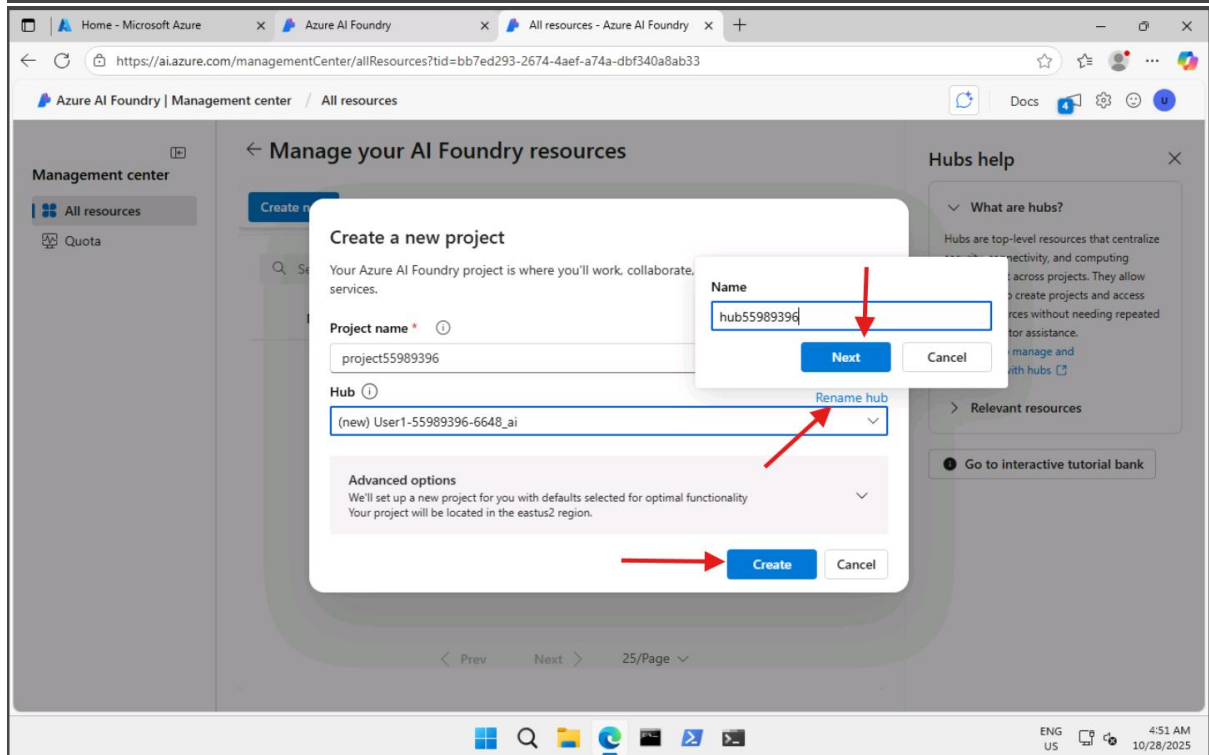 Home - Microsoft Azure
Azure AI Foundry
All resources - Azure AI Foundry
https://ai.azure.com/managementCenter/allResources?tid=bb7ed293-2674-4aef-a74a-dbf340a8ab33
Azure AI Foundry | Management center / All resources
Docs
4
U
Management center
All resources
Quota
Manage your AI Foundry resources
Create n
Se
Create a new project
Your Azure AI Foundry project is where you'll work, collaborate,
services.
Project name *
project55989396
Hub
Rename hub
(new) User1-55989396-6648_ai
Advanced options
We'll set up a new project for you with defaults selected for optimal functionality
Your project will be located in the eastus2 region.
Create
Cancel
Name
hub55989396
Next
Cancel
Hubs help
What are hubs?
Hubs are top-level resources that centralize
connectivity, and computing
across projects. They allow
create projects and access
without needing repeated
assistance.
manage and
with hubs
Relevant resources
Go to interactive tutorial bank
Prev
Next
25/Page
ENG
US
4:51 AM
10/28/2025